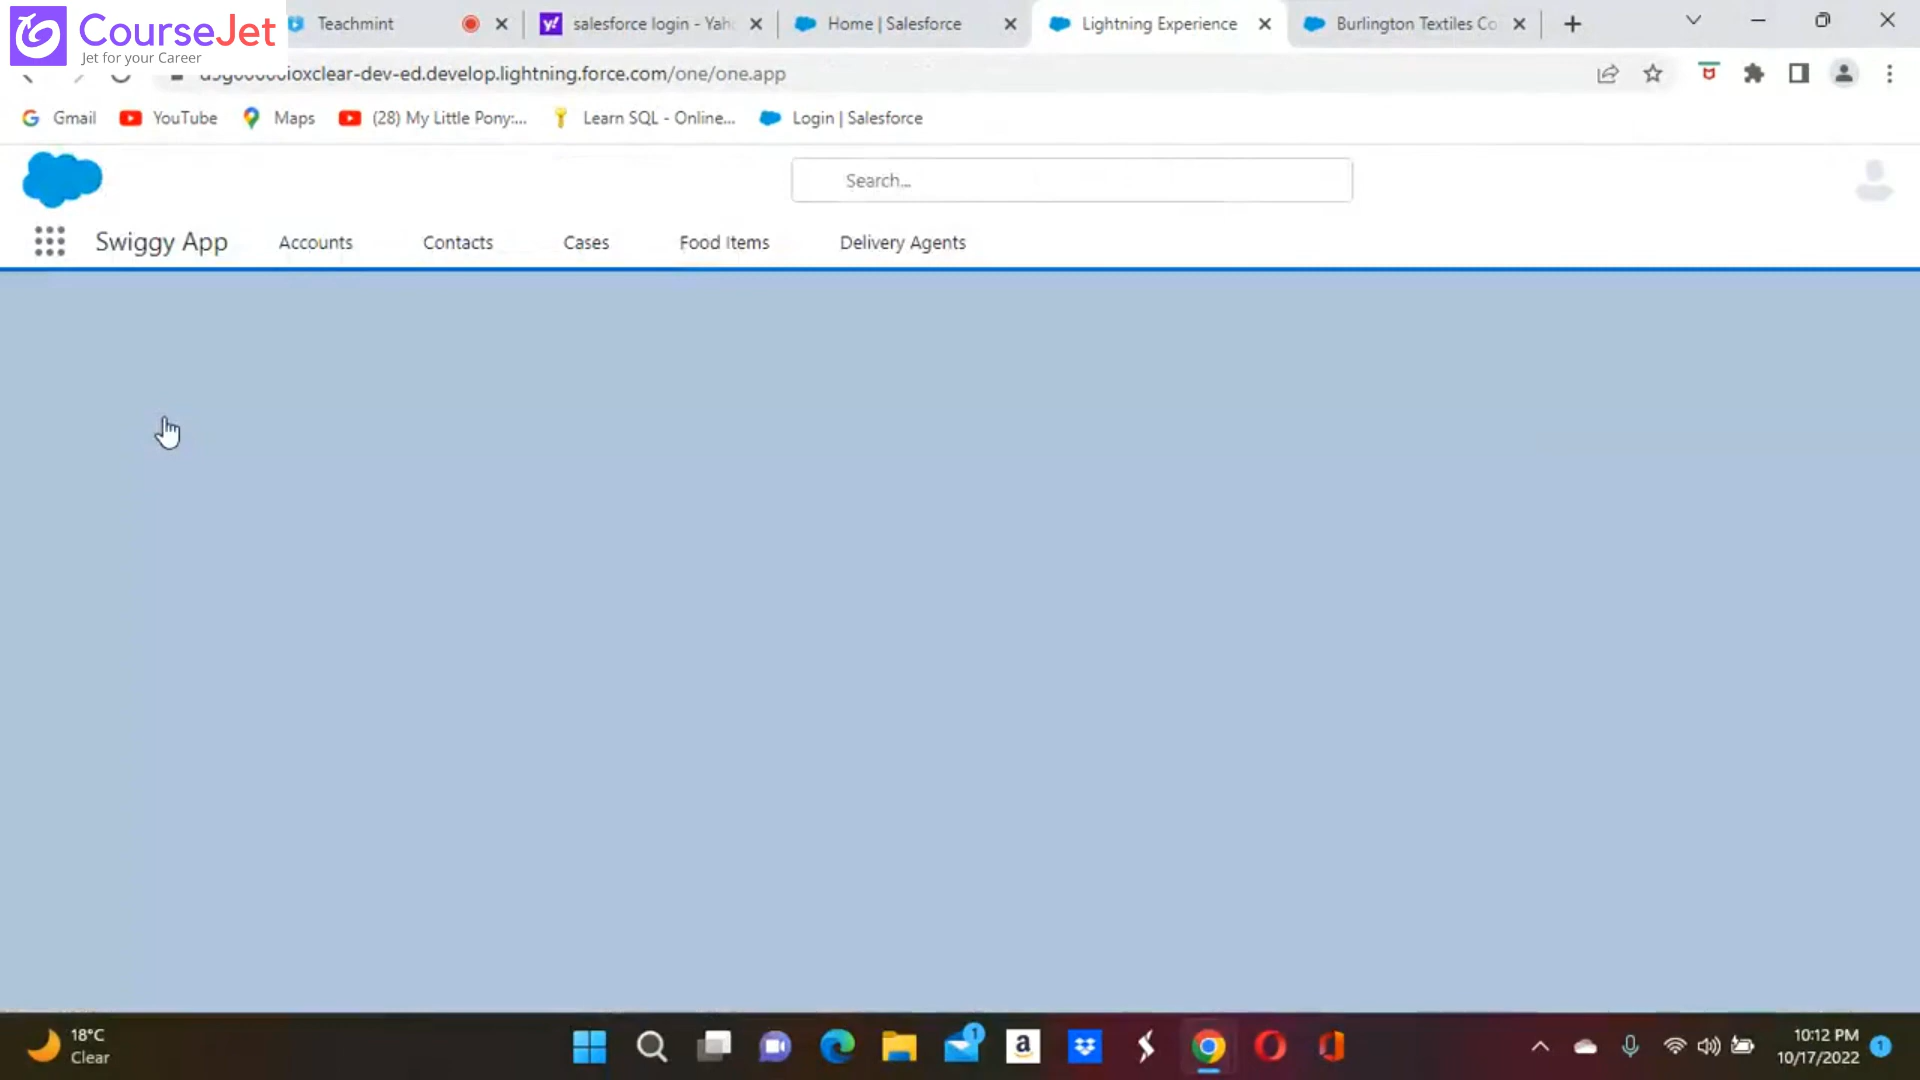 CourseJet
Jet for your Career
Teachmint
salesforce login - Yah
Home | Salesforce
Lightning Experience
Burlington Textiles Co
ioxclear-dev-ed.develop.lightning.force.com/one/one.app
Gmail
YouTube
Maps
(28) My Little Pony:...
Learn SQL - Online...
Login | Salesforce
Search...
Swiggy App
Accounts
Contacts
Cases
Food Items
Delivery Agents
18°C
Clear
1
a
10:12 PM
10/17/2022
1